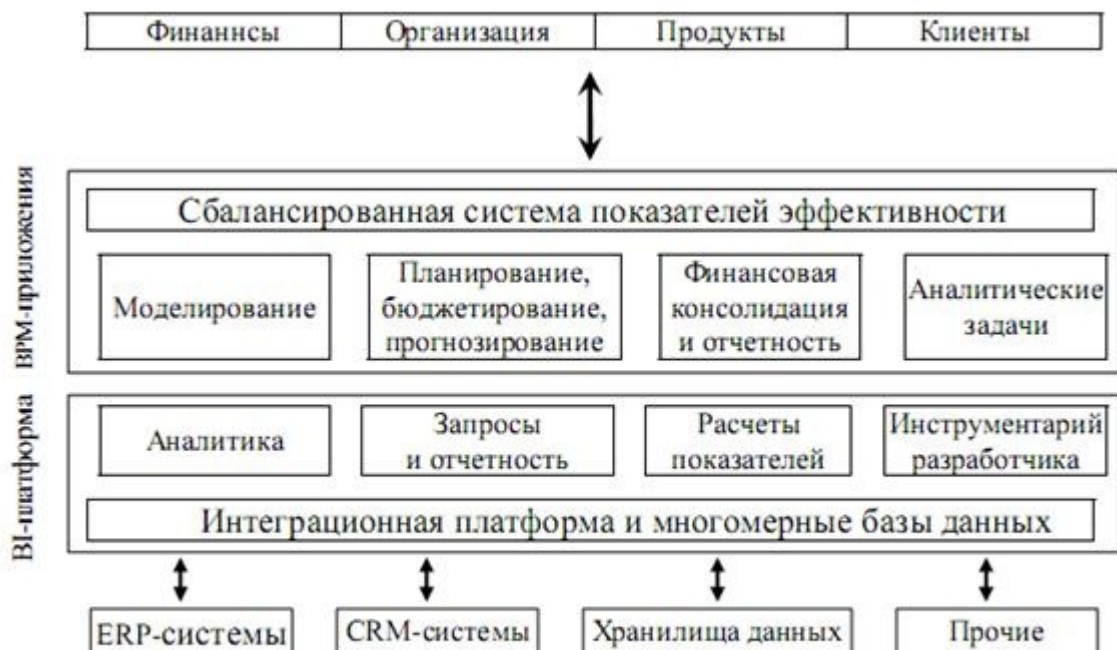 Финаннсы
Организация
Продукты
Клиенты
BPM-приложения
Сбалансированная система показателей эффективности
Моделирование
Планирование,
бюджетирование,
прогнозирование
Финансовая
консолидация
и отчетность
Аналитические
задачи
BI-платформа
Аналитика
Запросы
и отчетность
Расчеты
показателей
Инструментарий
разработчика
Интеграционная платформа и многомерные базы данных
ERP-системы
CRM-системы
Хранилища данных
Прочие